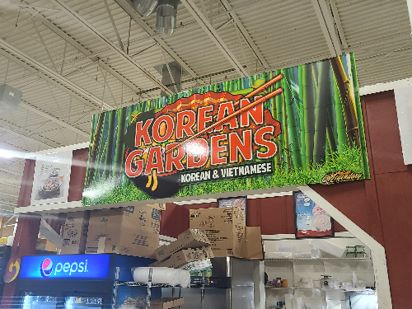 KOREAN
GARDENS
KOREAN & VIETNAMESE
pepsi